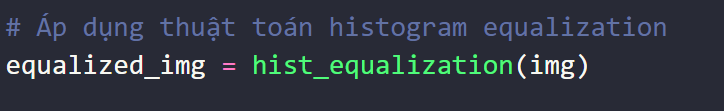 # Áp dụng thuật toán histogram equalization
equalized_img = hist_equalization(img)